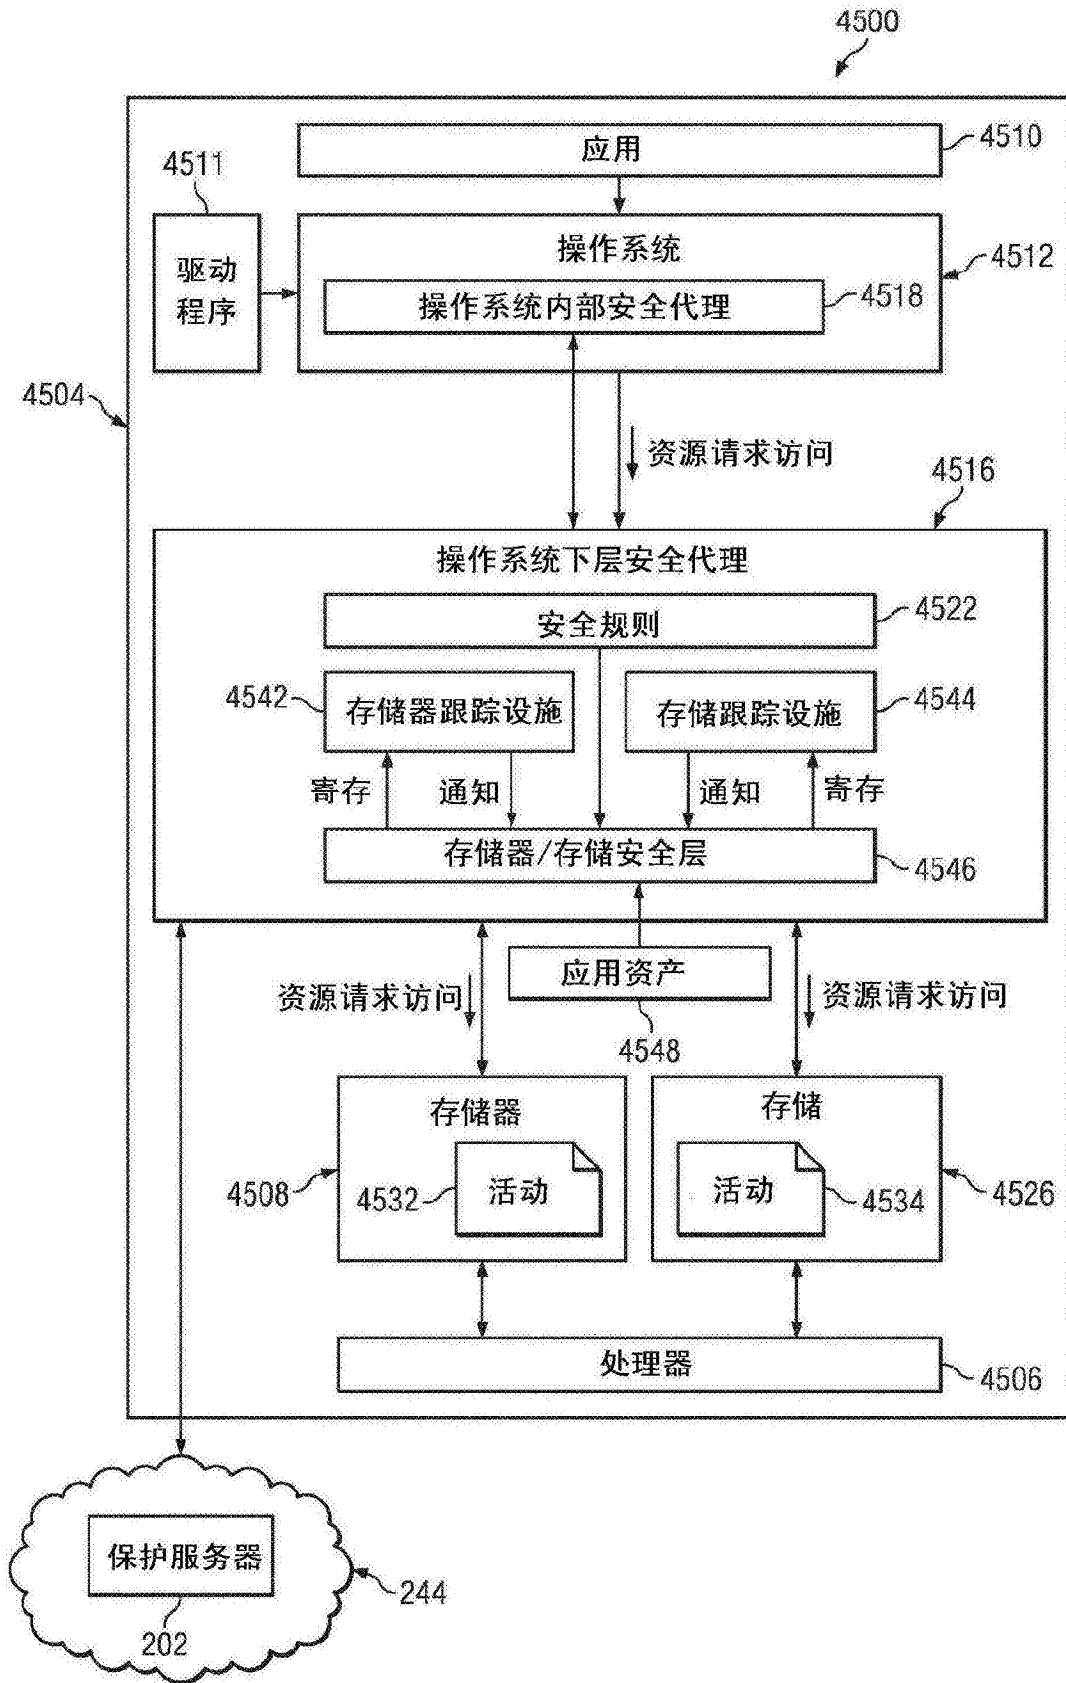 4500
应用
4510
4511
驱动
程序
操作系统
4512
操作系统内部安全代理
4518
4504
资源请求访问
4516
操作系统下层安全代理
安全规则
4522
4542
存储器跟踪设施
存储跟踪设施
4544
寄存
通知
通知
寄存
存储器/存储安全层
4546
应用资产
4548
资源请求访问
资源请求访问
存储器
存储
4508
4532
活动
活动
4534
4526
处理器
4506
保护服务器
202
244